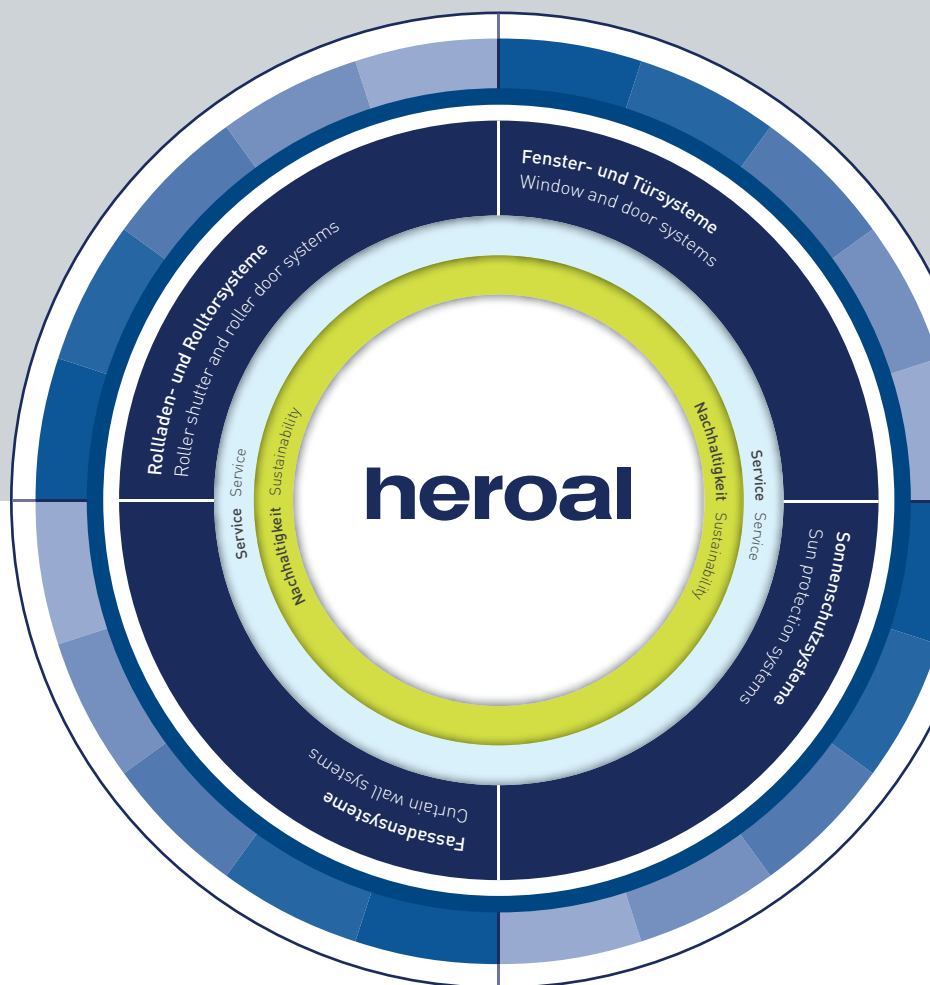 Fenster- und Türsysteme
Window and door systems
Rollladen- und Rolltorsysteme
Roller shutter and roller door systems
Service Service
Nachhaltigkeit Sustainability
heroal
Nachhaltigkeit Sustainability
Service Service
Sonnenschutzsysteme
Sun protection systems
Fassadensysteme
Curtain wall systems